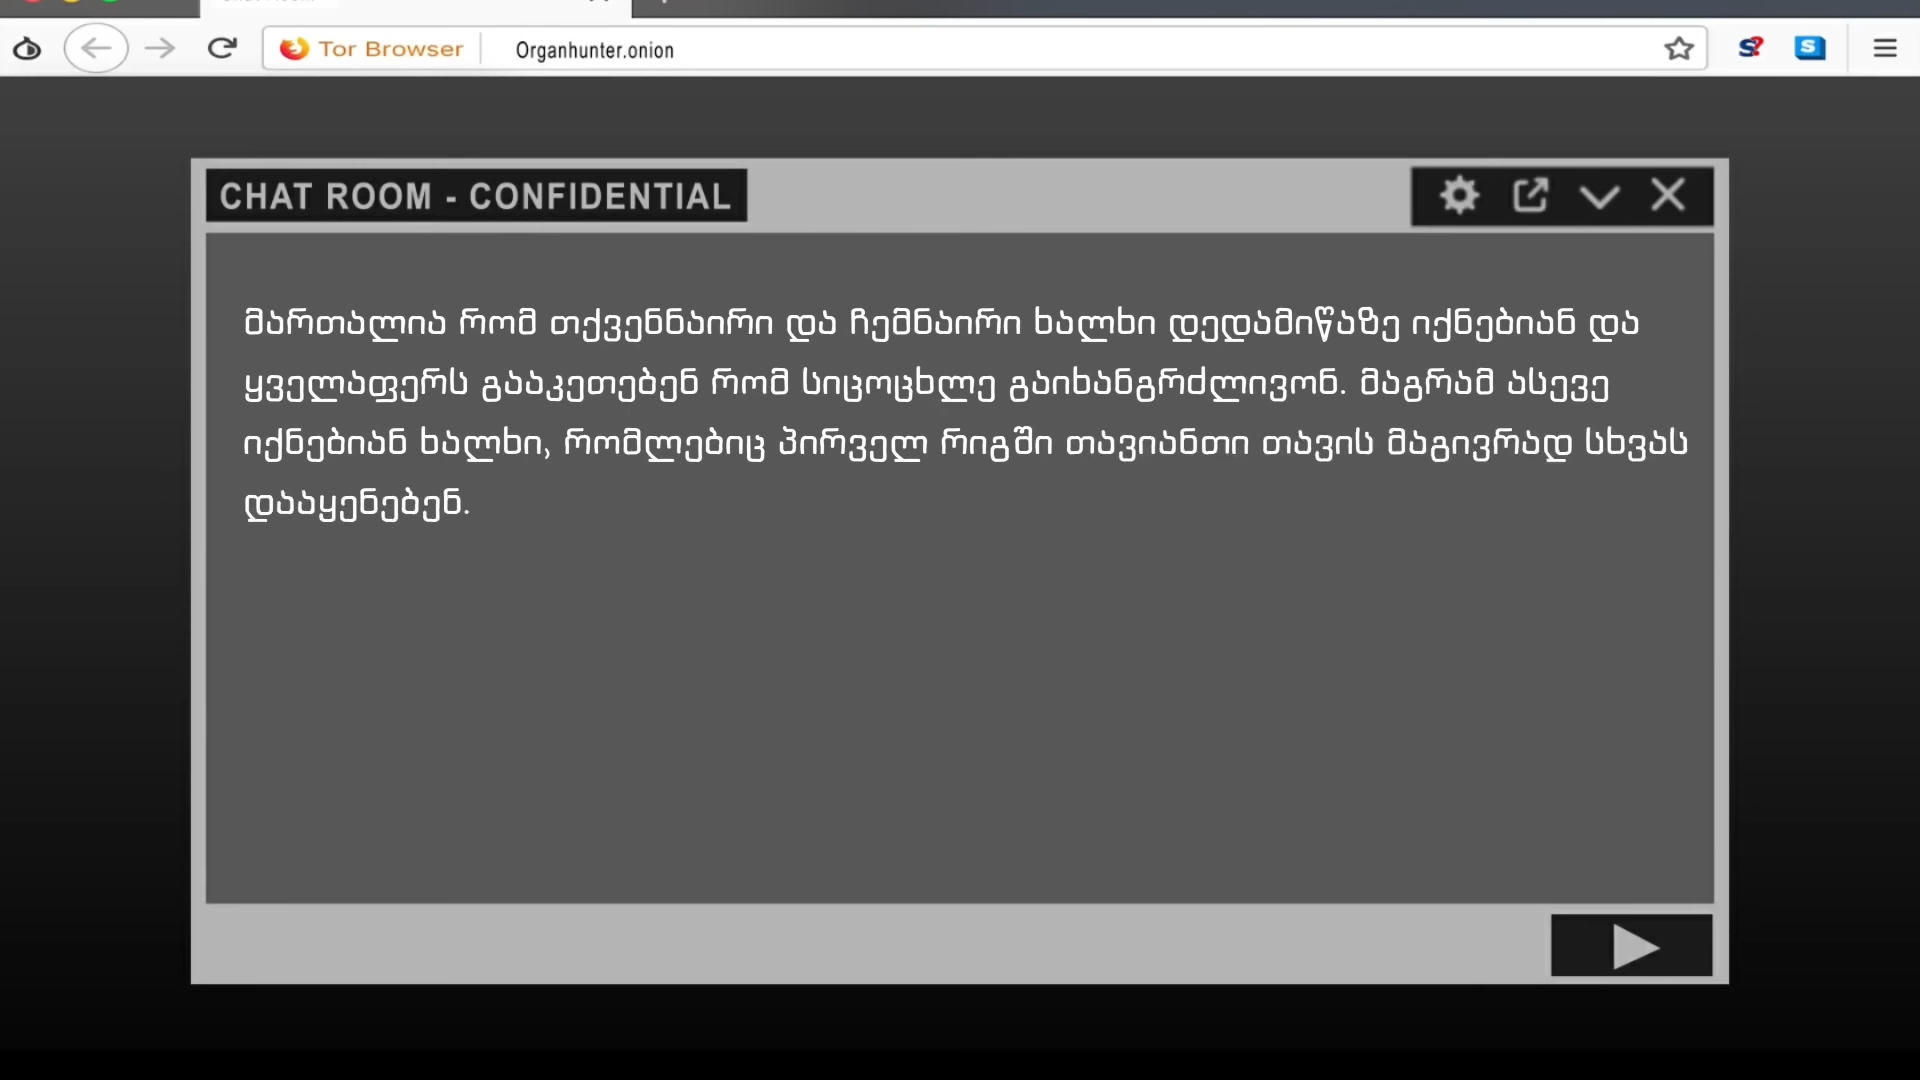 Tor Browser
Organhunter.onion
CHAT ROOM - CONFIDENTIAL
მართალია რომ თქვენნაირი და ჩემნაირი ხალხი დედამიწაზე იქნებიან და
ყველაფერს გააკეთებენ რომ სიცოცხლე გაიხანგრძლივონ. მაგრამ ასევე
იქნებიან ხალხი, რომლებიც პირველ რიგში თავიანთი თავის მაგივრად სხვას
დააყენებენ.